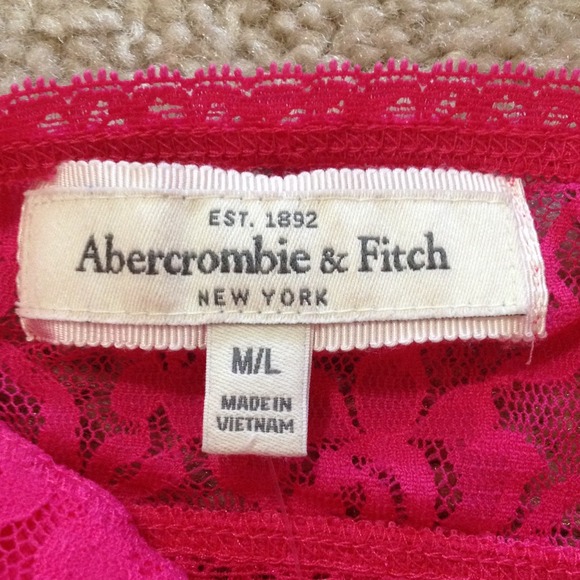 EST. 1892
Abercrombie & Fitch
NEW YORK
M/L
MADE IN
VIETNAM